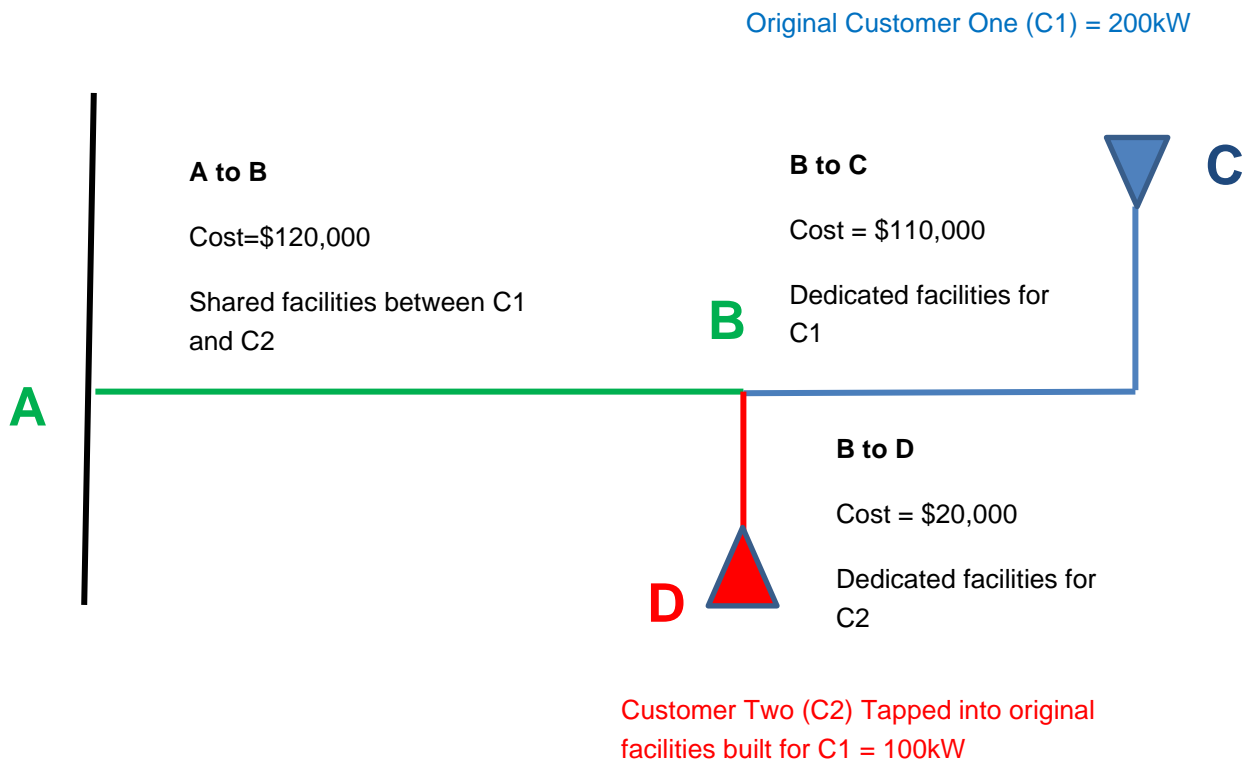 Original Customer One (C1) = 200kW
A to B
Cost=$120,000
Shared facilities between C1
and C2
B to C
Cost = $110,000
Dedicated facilities for
C1
C
B
A
B to D
Cost = $20,000
Dedicated facilities for
C2
D
Customer Two (C2) Tapped into original
facilities built for C1 = 100kW